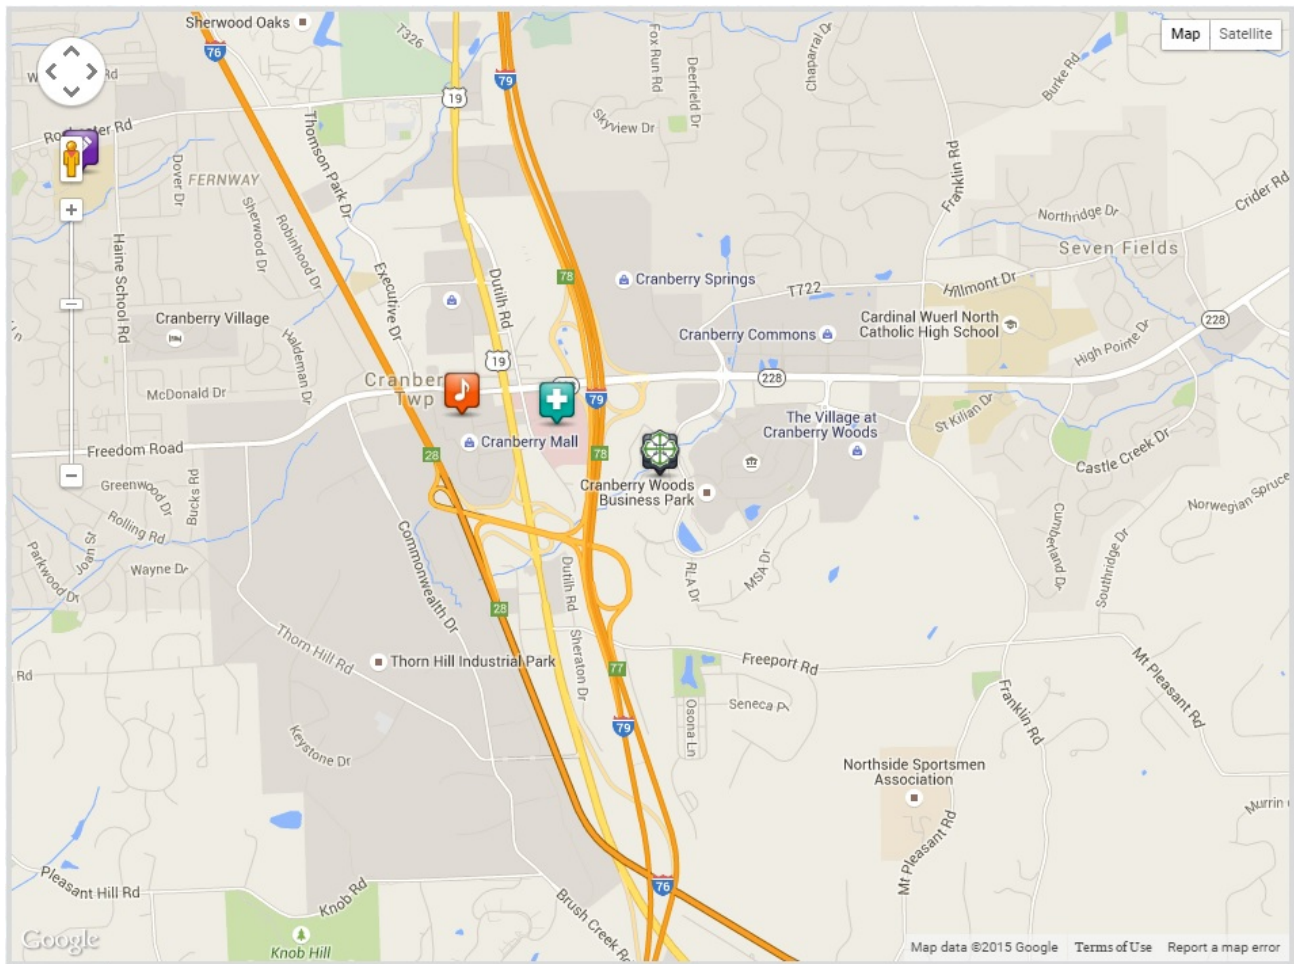 Sherwood Oaks
76
T326
79
Fox Run Rd
Deerfield Dr
Chaparral Dr
Map
Satellite
Burke Rd
19
Skyview Dr
Thomson Park Dr
Dover Dr
FERNWAY
Franklin Rd
Crider Rd
Northridge Dr
Sherwood Dr
Robinhood Dr
Haine School Rd
Seven Fields
Executive Dr
Dutilh Rd
78
Cranberry Springs
T722
Hillmont Dr
Cranberry Village
Haldeman Dr
Cardinal Wuerl North
Catholic High School
228
Cranberry Commons
High Pointe Dr
19
228
McDonald Dr
Twp
79
The Village at
Cranberry Woods
St Kilian Dr
Freedom Road
Cranberry Mall
28
78
Castle Creek Dr
Greenwood Dr
Bucks Rd
Cranberry Woods
Business Park
Norwegian Spruce
Rolling Rd
Joan St
Parkwood Dr
Wayne Dr
Commonwealth Dr
Cumberland Dr
Southridge Dr
Dutilh Rd
RLA Dr
MSA Dr
28
Thorn Hill Rd
Thorn Hill Industrial Park
Sheraton Dr
77
Freeport Rd
Mt Pleasant Rd
Rd
Osona Ln
Seneca Pl
Franklin Rd
79
Keystone Dr
Northside Sportsmen
Association
Murrin
Mt Pleasant Rd
Pleasant Hill Rd
Knob Rd
76
Brush Creek Rd
Knob Hill
Google
Map data ©2015 Google
Terms of Use
Report a map error